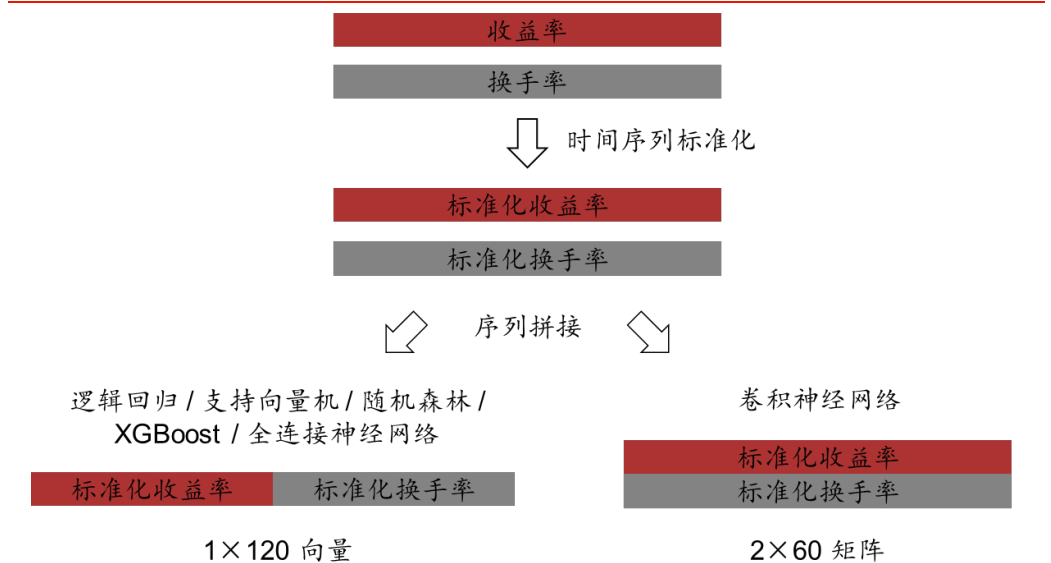 收益率
换手率
时间序列标准化
标准化收益率
标准化换手率
序列拼接
逻辑回归 / 支持向量机 / 随机森林 /
XGBoost / 全连接神经网络
标准化收益率 标准化换手率
1×120 向量
卷积神经网络
标准化收益率
标准化换手率
2×60 矩阵